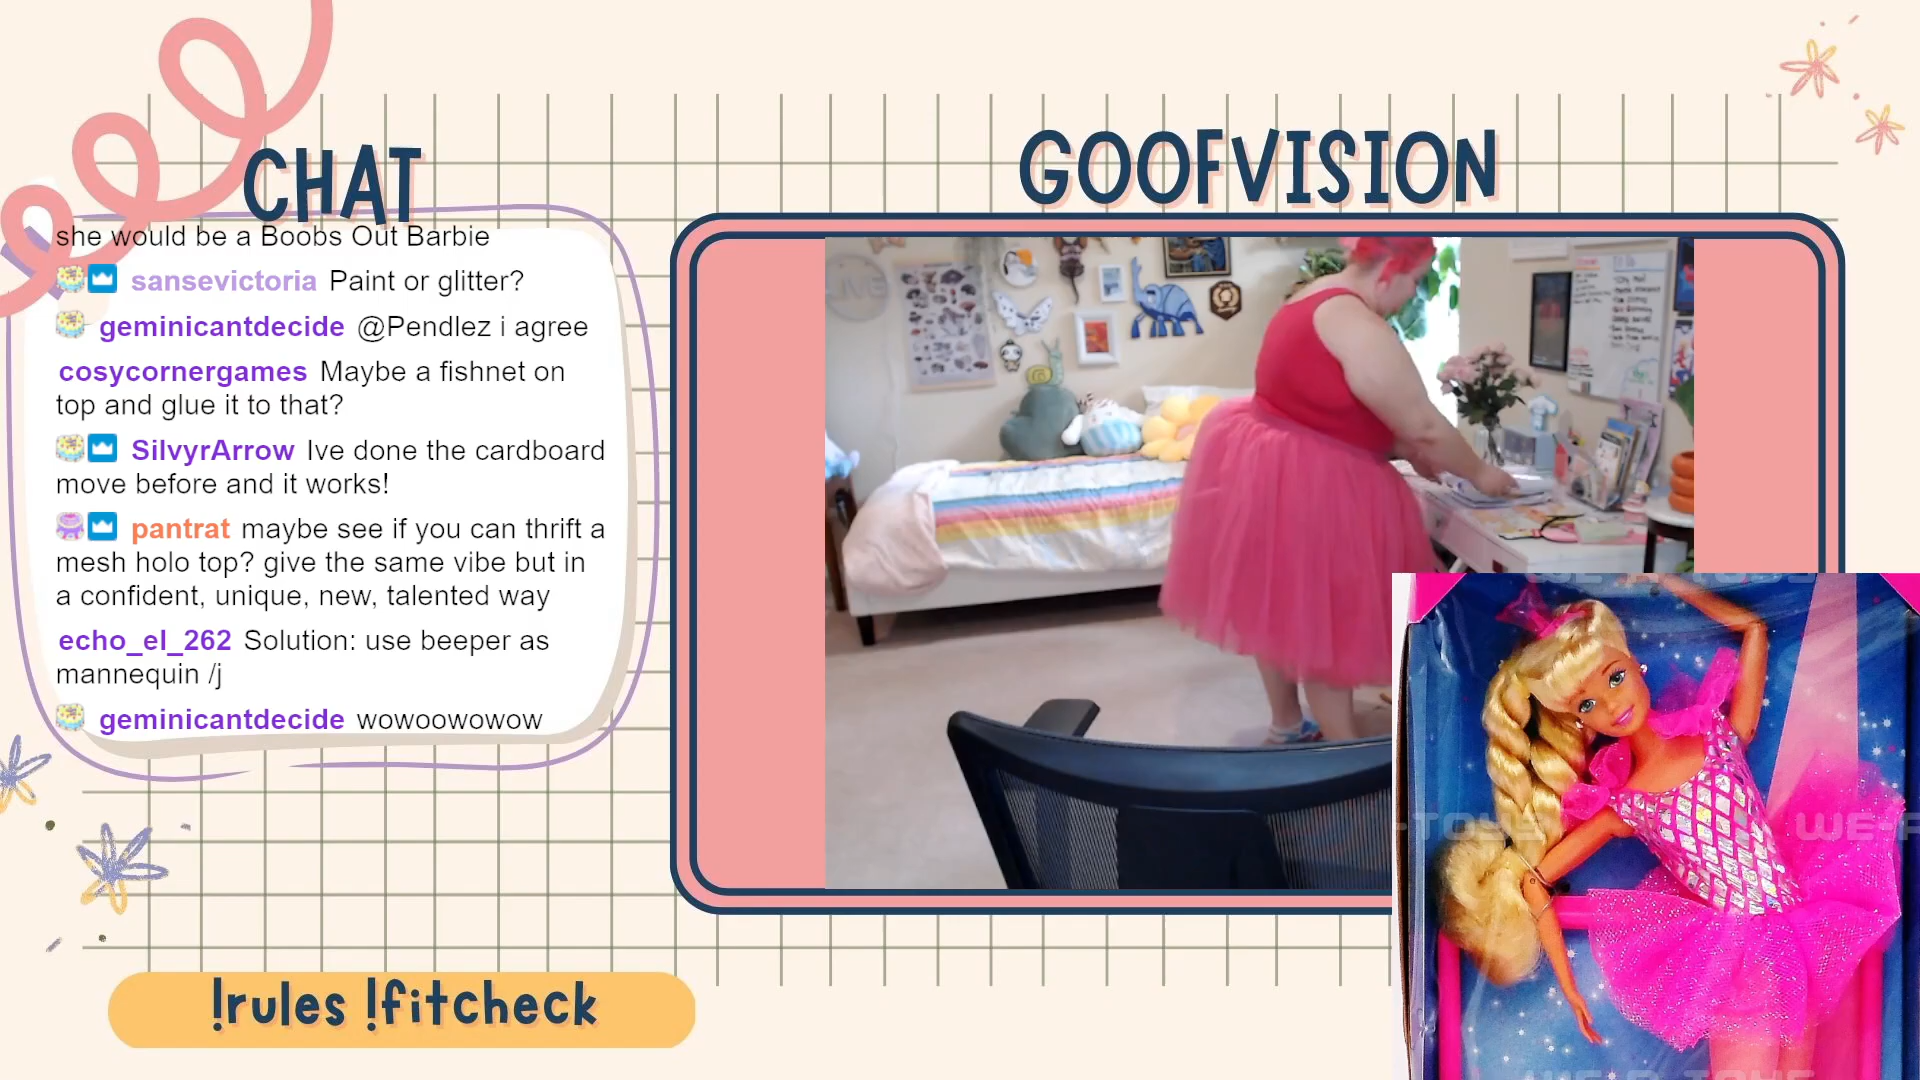 CHAT
GOOFVISION
she would be a Boobs Out Barbie
sansevictoria Paint or glitter?
geminicantdecide @Pendlez i agree
cosycornergames Maybe a fishnet on
top and glue it to that?
SilvyrArrow Ive done the cardboard
move before and it works!
pantrat maybe see if you can thrift a
mesh holo top? give the same vibe but in
a confident, unique, new, talented way
echo_el_262 Solution: use beeper as
mannequin /j
geminicantdecide wowoowowow
!rules !fitcheck
LIVE